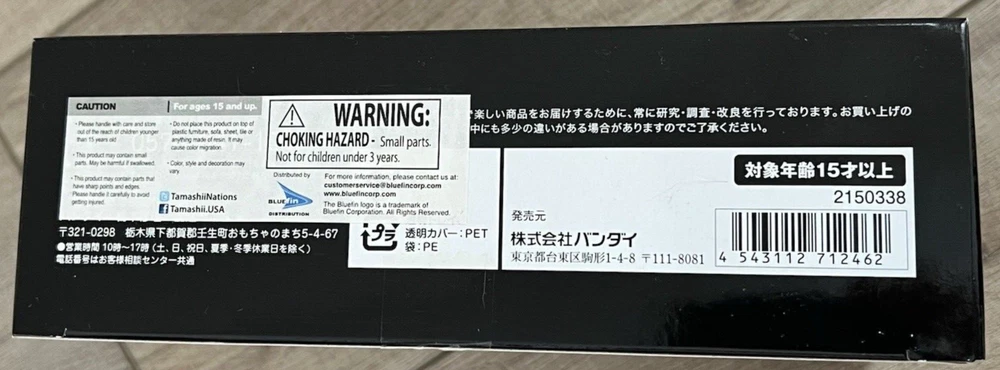 CAUTION
For ages 15 and up.
• Please handle with care and store
out of the reach of children younger
than 15 years old
• This product may contain small
parts. May be harmful if swallowed.
• This product may contain parts that
have sharp points and edges.
Please handle it carefully to avoid
getting injured.
• Do not place this product on top of
plastic furniture, sofa, sheet, tile or
anything made of resin. It may
cause color migration.
• Color, style and decoration may
vary.
TamashiiNations
Tamashii.USA
WARNING:
CHOKING HAZARD - Small parts.
Not for children under 3 years.
Distributed by
BLUEfin
DISTRIBUTION
For more information, please contact us at:
customerservice@bluefincorp.com
www.bluefincorp.com
The Bluefin logo is a trademark of
Bluefin Corporation. All Rights Reserved.
で楽しい商品をお届けするために、常に研究・調査・改良を行っております。お買い上げの
中にも多少の違いがある場合がありますのでご了承ください。
〒321-0298 栃木県下都賀郡壬生町おもちゃのまち5-4-67
●営業時間 10時〜17時(土、日、祝日、夏季・冬季休業日を除く)
電話番号はお客様相談センター共通
プラ
透明カバー:PET
袋:PE
発売元
株式会社バンダイ
東京都台東区駒形1-4-8 〒111-8081
対象年齢15才以上
2150338
4 543112 712462